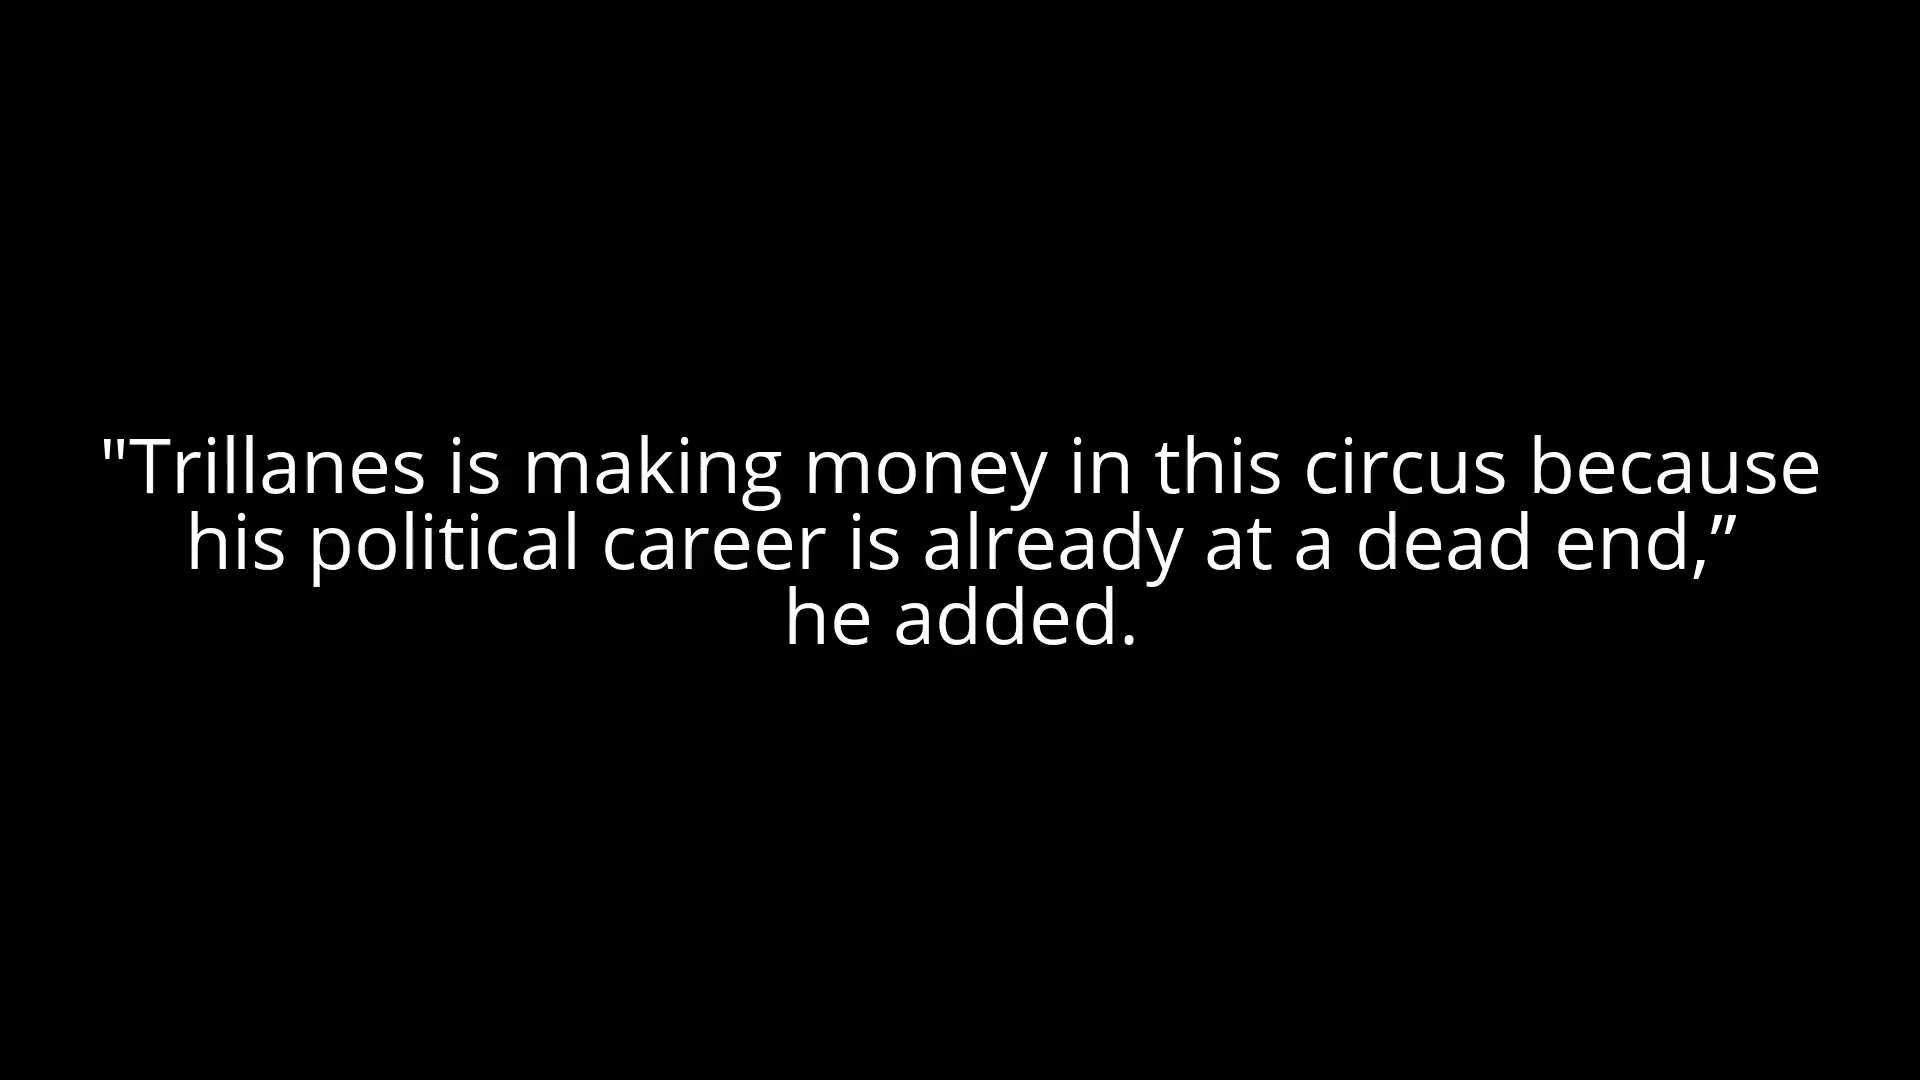 "Trillanes is making money in this circus because
his political career is already at a dead end,”
he added.